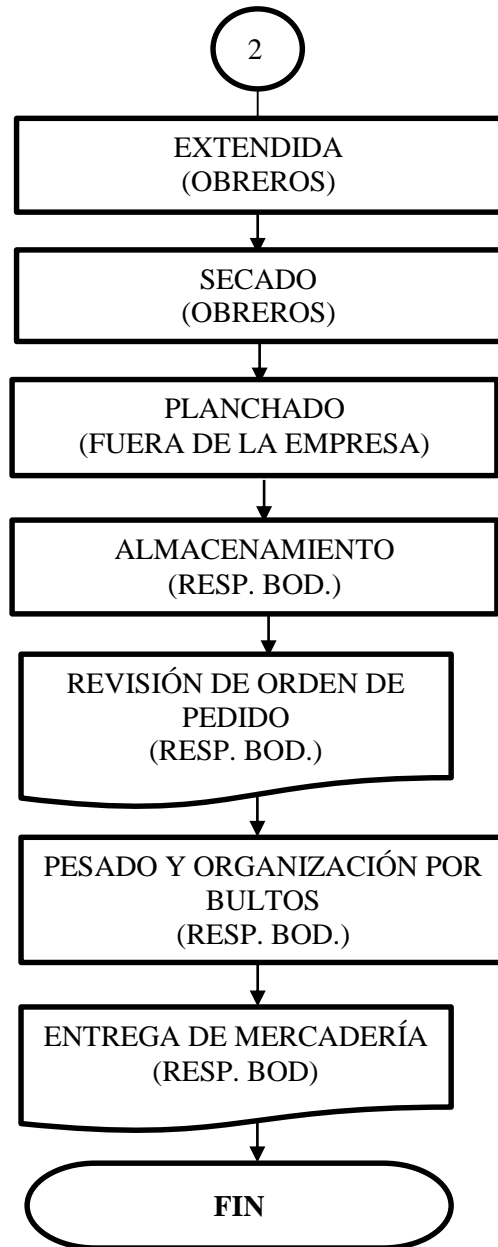 2
EXTENDIDA
(OBREROS)
SECADO
(OBREROS)
PLANCHADO
(FUERA DE LA EMPRESA)
ALMACENAMIENTO
(RESP. BOD.)
REVISIÓN DE ORDEN DE
PEDIDO
(RESP. BOD.)
PESADO Y ORGANIZACIÓN POR
BULTOS
(RESP. BOD.)
ENTREGA DE MERCADERÍA
(RESP. BOD)
FIN